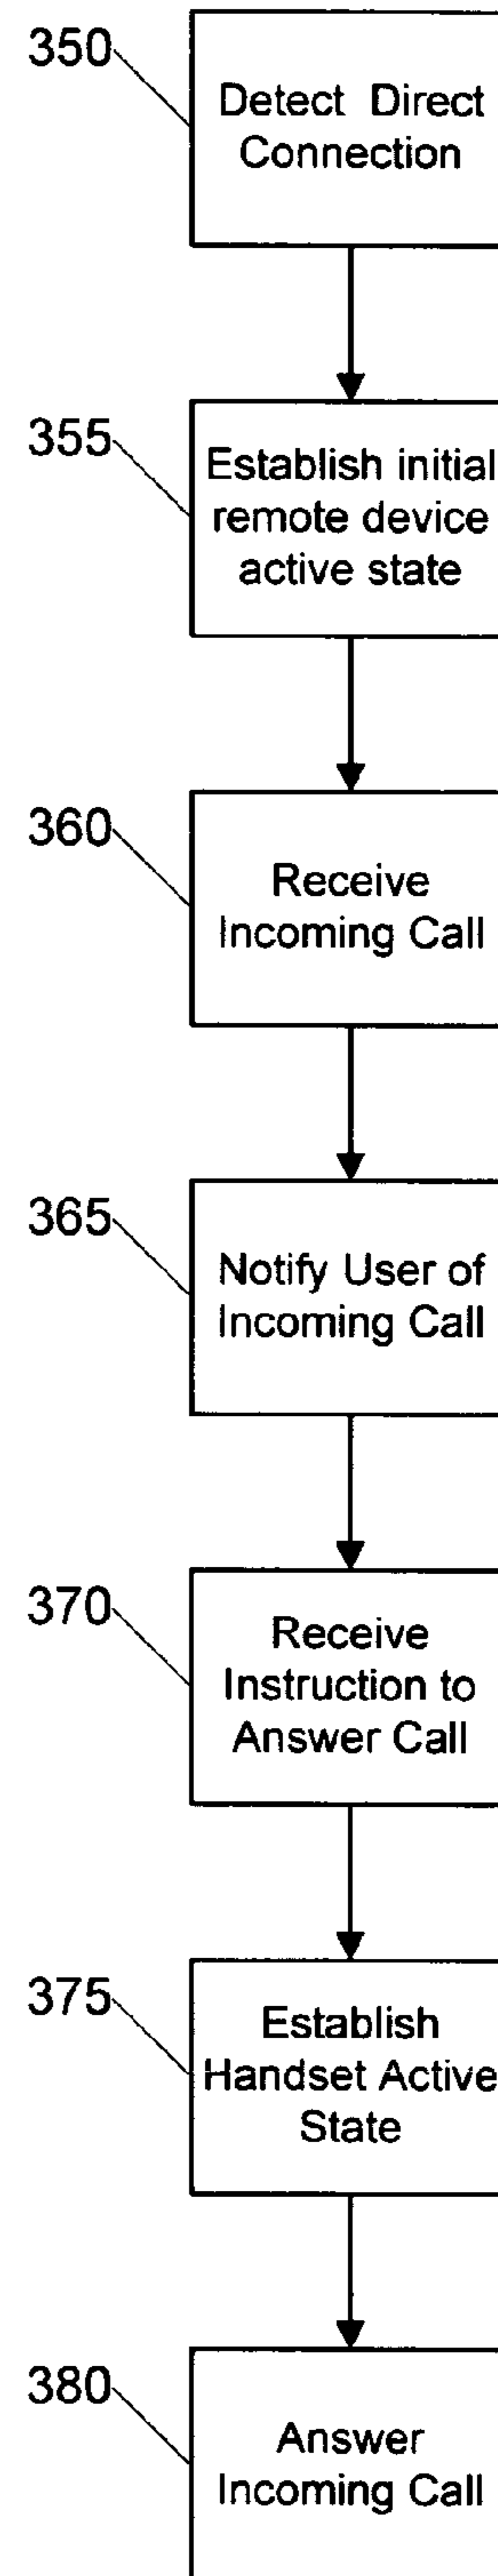 350
Detect Direct
Connection
355
Establish initial
remote device
active state
360
Receive
Incoming Call
365
Notify User of
Incoming Call
370
Receive
Instruction to
Answer Call
375
Establish
Handset Active
State
380
Answer
Incoming Call